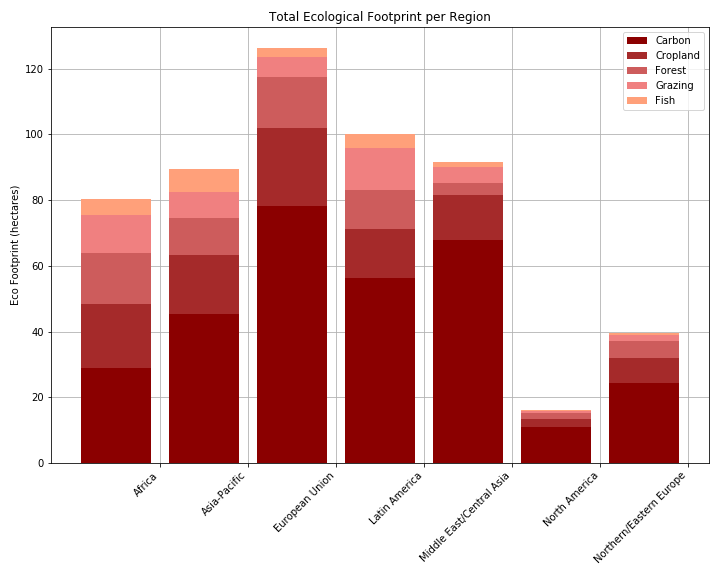 Total Ecological Footprint per Region
Carbon
Cropland
Forest
Grazing
Fish
Eco Footprint (hectares)
120
100
80
60
40
20
0
Africa
Asia-Pacific
European Union
Latin America
Middle East/Central Asia
North America
Northern/Eastern Europe